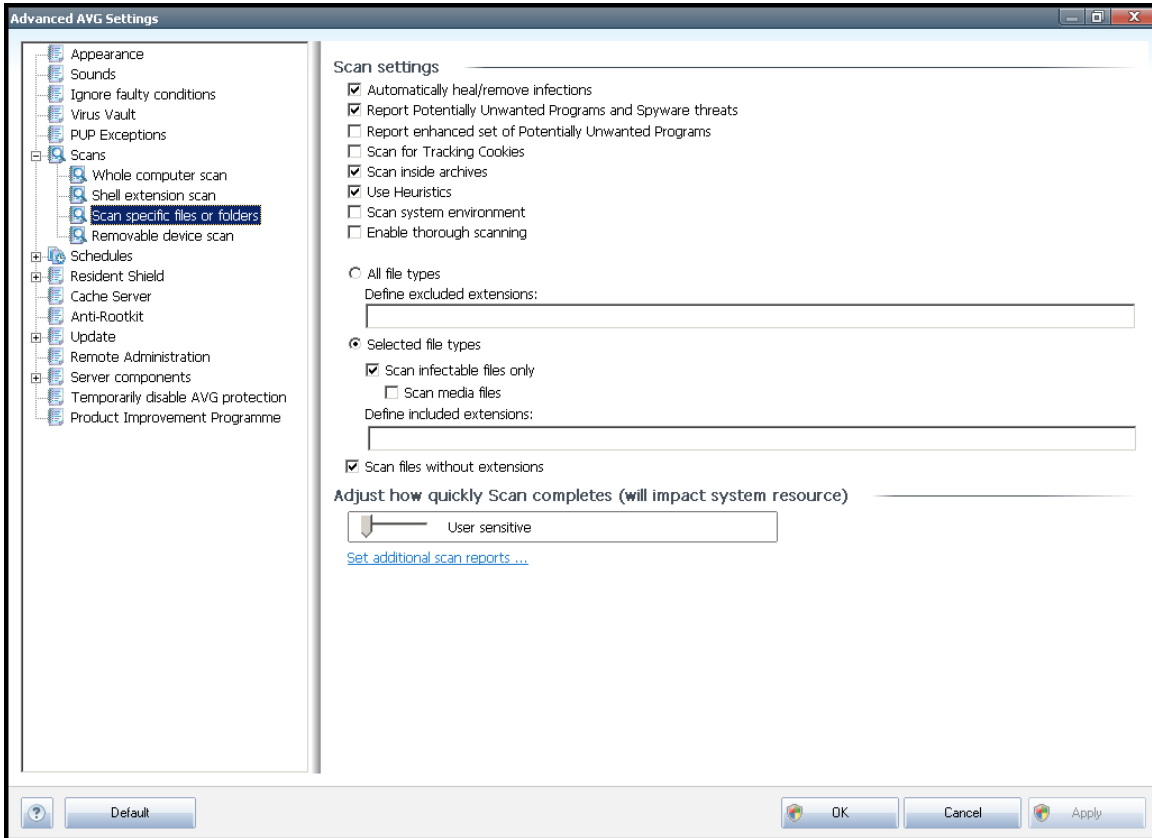 Advanced AVG Settings
Appearance
Sounds
Ignore faulty conditions
Virus Vault
PUP Exceptions
Scans
Whole computer scan
Shell extension scan
Scan specific files or folders
Removable device scan
Schedules
Resident Shield
Cache Server
Anti-Rootkit
Update
Remote Administration
Server components
Temporarily disable AVG protection
Product Improvement Programme
Scan settings
Automatically heal/remove infections
Report Potentially Unwanted Programs and Spyware threats
Report enhanced set of Potentially Unwanted Programs
Scan for Tracking Cookies
Scan inside archives
Use Heuristics
Scan system environment
Enable thorough scanning
All file types
Define excluded extensions:
Selected file types
Scan infectable files only
Scan media files
Define included extensions:
Scan files without extensions
Adjust how quickly Scan completes (will impact system resource)
User sensitive
Set additional scan reports ...
? Default OK Cancel Apply